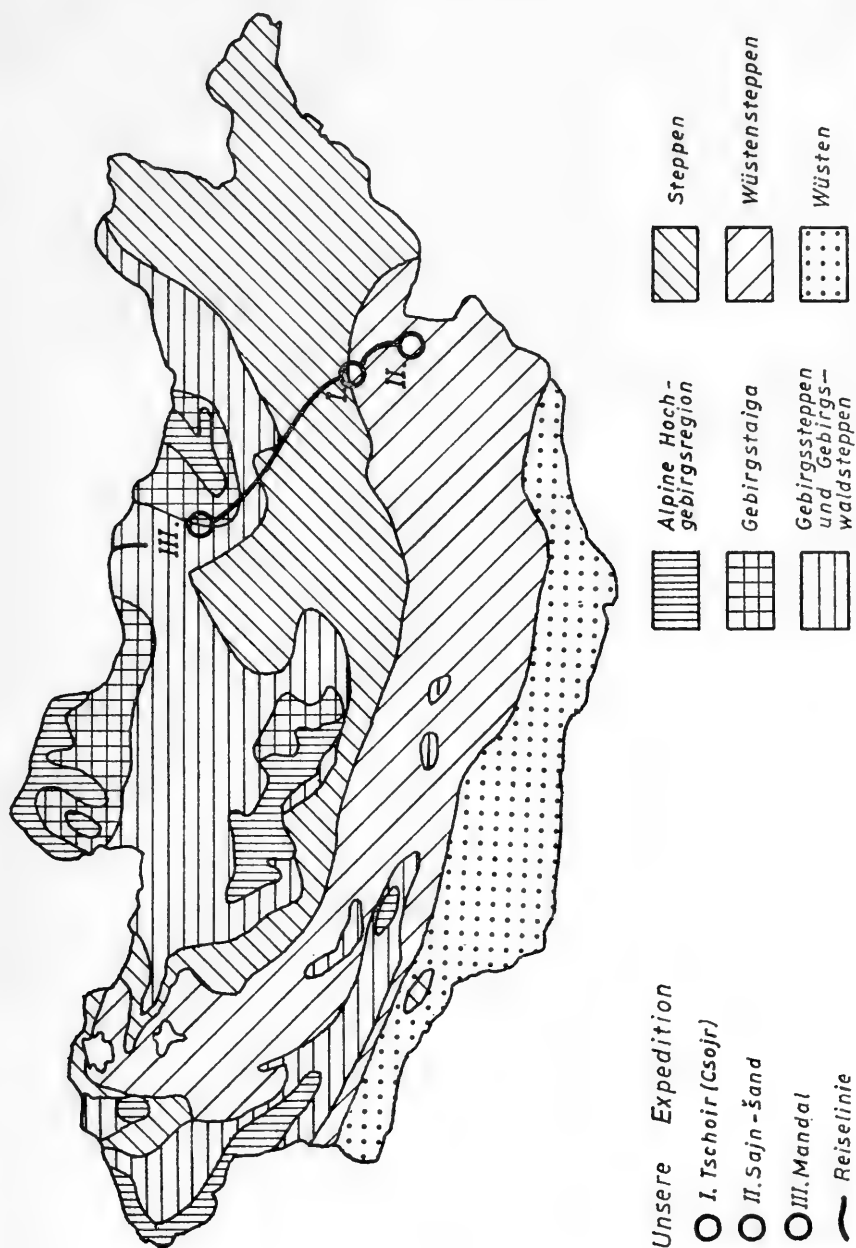 III.
I.
II.
Unsere Expedition
I. Tschoir (Csojr)
II. Sajn-šand
III. Mandal
Reiselinie
Alpine Hoch-
gebirgsregion
Gebirgstaiga
Gebirgssteppen
und Gebirgs-
waldsteppen
Steppen
Wüstensteppen
Wüsten